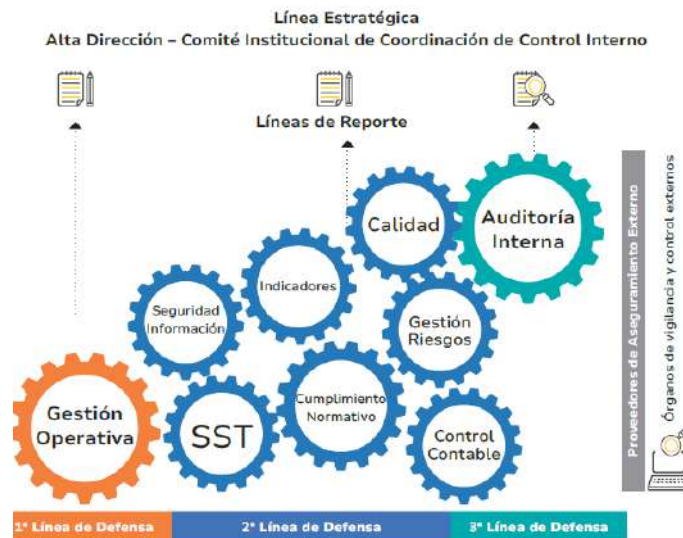 Línea Estratégica
Alta Dirección – Comité Institucional de Coordinación de Control Interno
Líneas de Reporte
Calidad
Auditoría
Interna
Indicadores
Seguridad
Información
Gestión
Riesgos
Gestión
Operativa
SST
Cumplimiento
Normativo
Control
Contable
Proveedores de Aseguramiento Externo
Órganos de vigilancia y control externos
1ª Línea de Defensa
2ª Línea de Defensa
3ª Línea de Defensa